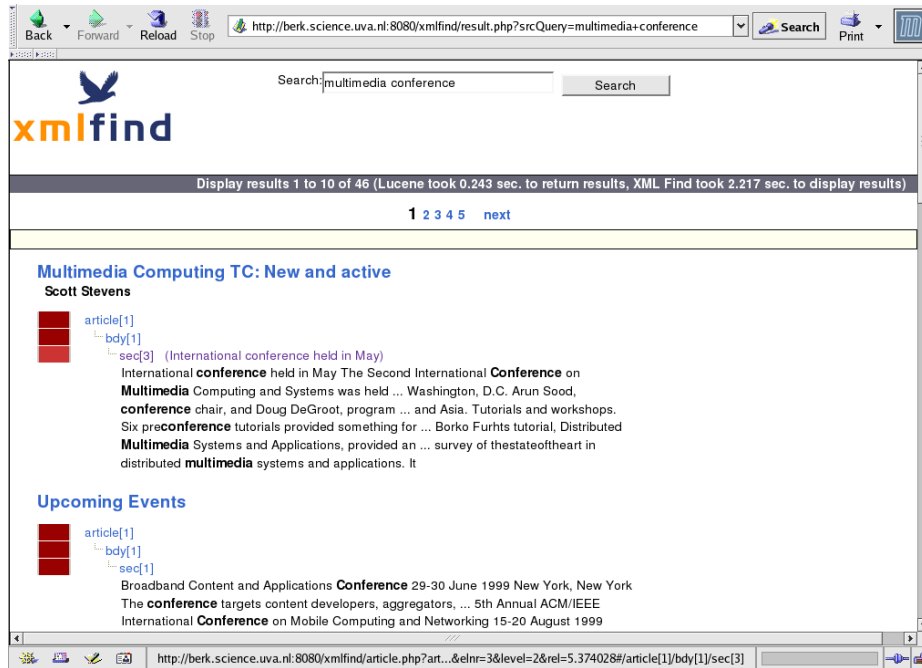 Back Forward Reload Stop http://berk.science.uva.nl:8080/xmlfind/result.php?srcQuery=multimedia+conference Search Print
Search: multimedia conference Search
xmlfind
Display results 1 to 10 of 46 (Lucene took 0.243 sec. to return results, XML Find took 2.217 sec. to display results)
1 2 3 4 5 next
Multimedia Computing TC: New and active
Scott Stevens
article[1]
bdy[1]
sec[3] (International conference held in May)
International conference held in May The Second International Conference on
Multimedia Computing and Systems was held ... Washington, D.C. Arun Sood,
conference chair, and Doug DeGroot, program ... and Asia. Tutorials and workshops.
Six preconference tutorials provided something for ... Borko Furhts tutorial, Distributed
Multimedia Systems and Applications, provided an ... survey of thestateoftheart in
distributed multimedia systems and applications. It
Upcoming Events
article[1]
bdy[1]
sec[1]
Broadband Content and Applications Conference 29-30 June 1999 New York, New York
The conference targets content developers, aggregators, ... 5th Annual ACM/IEEE
International Conference on Mobile Computing and Networking 15-20 August 1999
http://berk.science.uva.nl:8080/xmlfind/article.php?art...&elnr=3&level=2&rel=5.374028#/article[1]/bdy[1]/sec[3]